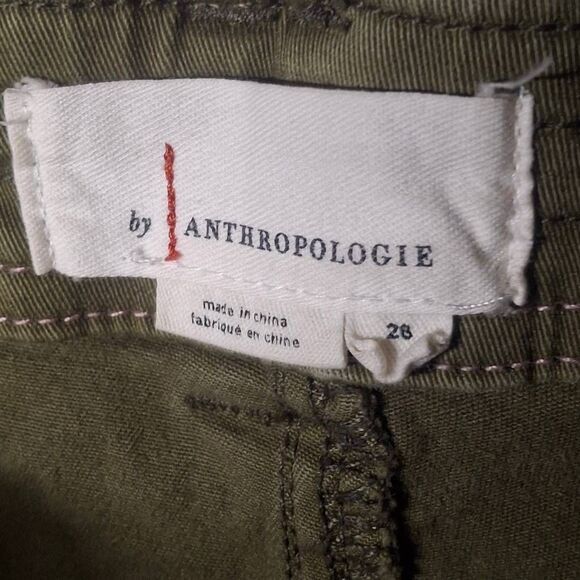 by ANTHROPOLOGIE
made in china
fabriqué en chine
26